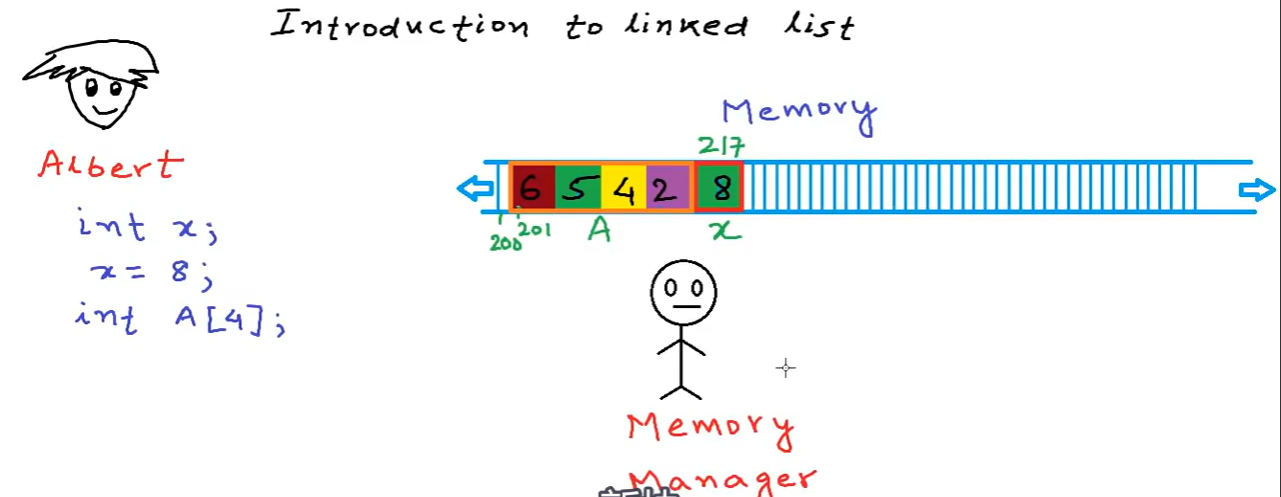 Introduction to linked list
Albert
int x;
x = 8;
int A[4];
Memory
217
6 5 4 2 8
200 201 A x
Memory
Manager